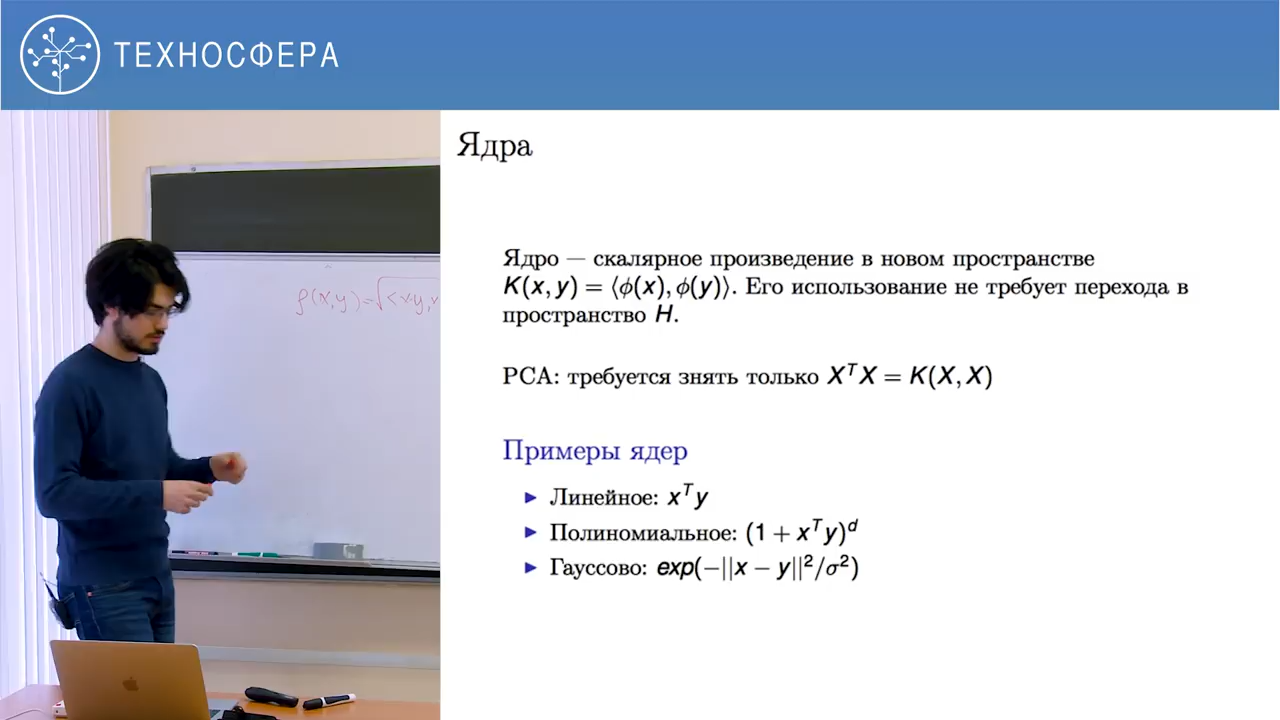 ТЕХНОСФЕРА
Ядра
Ядро — скалярное произведение в новом пространстве
K(x, y) = ⟨ϕ(x), ϕ(y)⟩. Его использование не требует перехода в
пространство H.
PCA: требуется знять только XᵀX = K(X, X)
Примеры ядер
► Линейное: xᵀy
► Полиномиальное: (1 + xᵀy)ᵈ
► Гауссово: exp(−||x − y||²/σ²)
ρ(x,y)=√<x-y,x